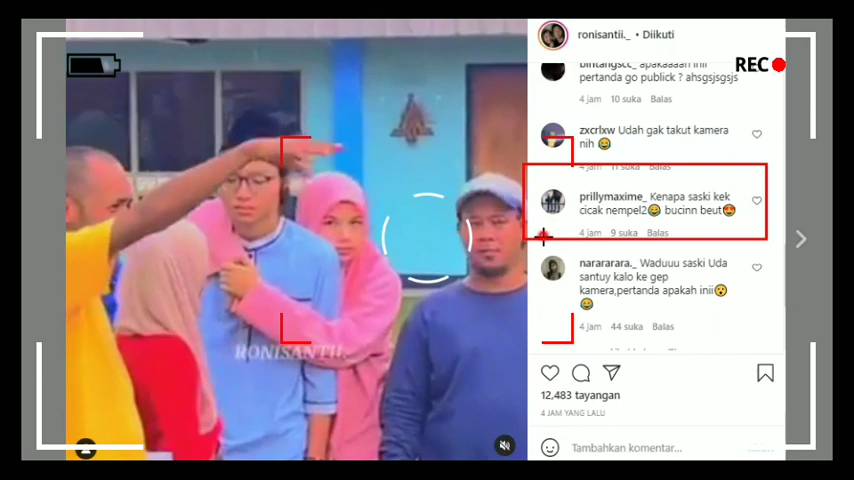 ronisantii._ • Diikuti
REC
bintangscc_ apakaaaan inii
pertanda go publick ? ahsgsjsgsjs
4 jam 10 suka Balas
zxcrlxw Udah gak takut kamera
nih 😂
4 jam 11 suka Balas
prillymaxime_ Kenapa saski kek
cicak nempel2😂 bucinn beut🤩
4 jam 9 suka Balas
narararara._ Waduuu saski Uda
santuy kalo ke gep
kamera,pertanda apakah inii😮
😂
4 jam 44 suka Balas
RONISANTII._
12,483 tayangan
4 JAM YANG LALU
Tambahkan komentar...